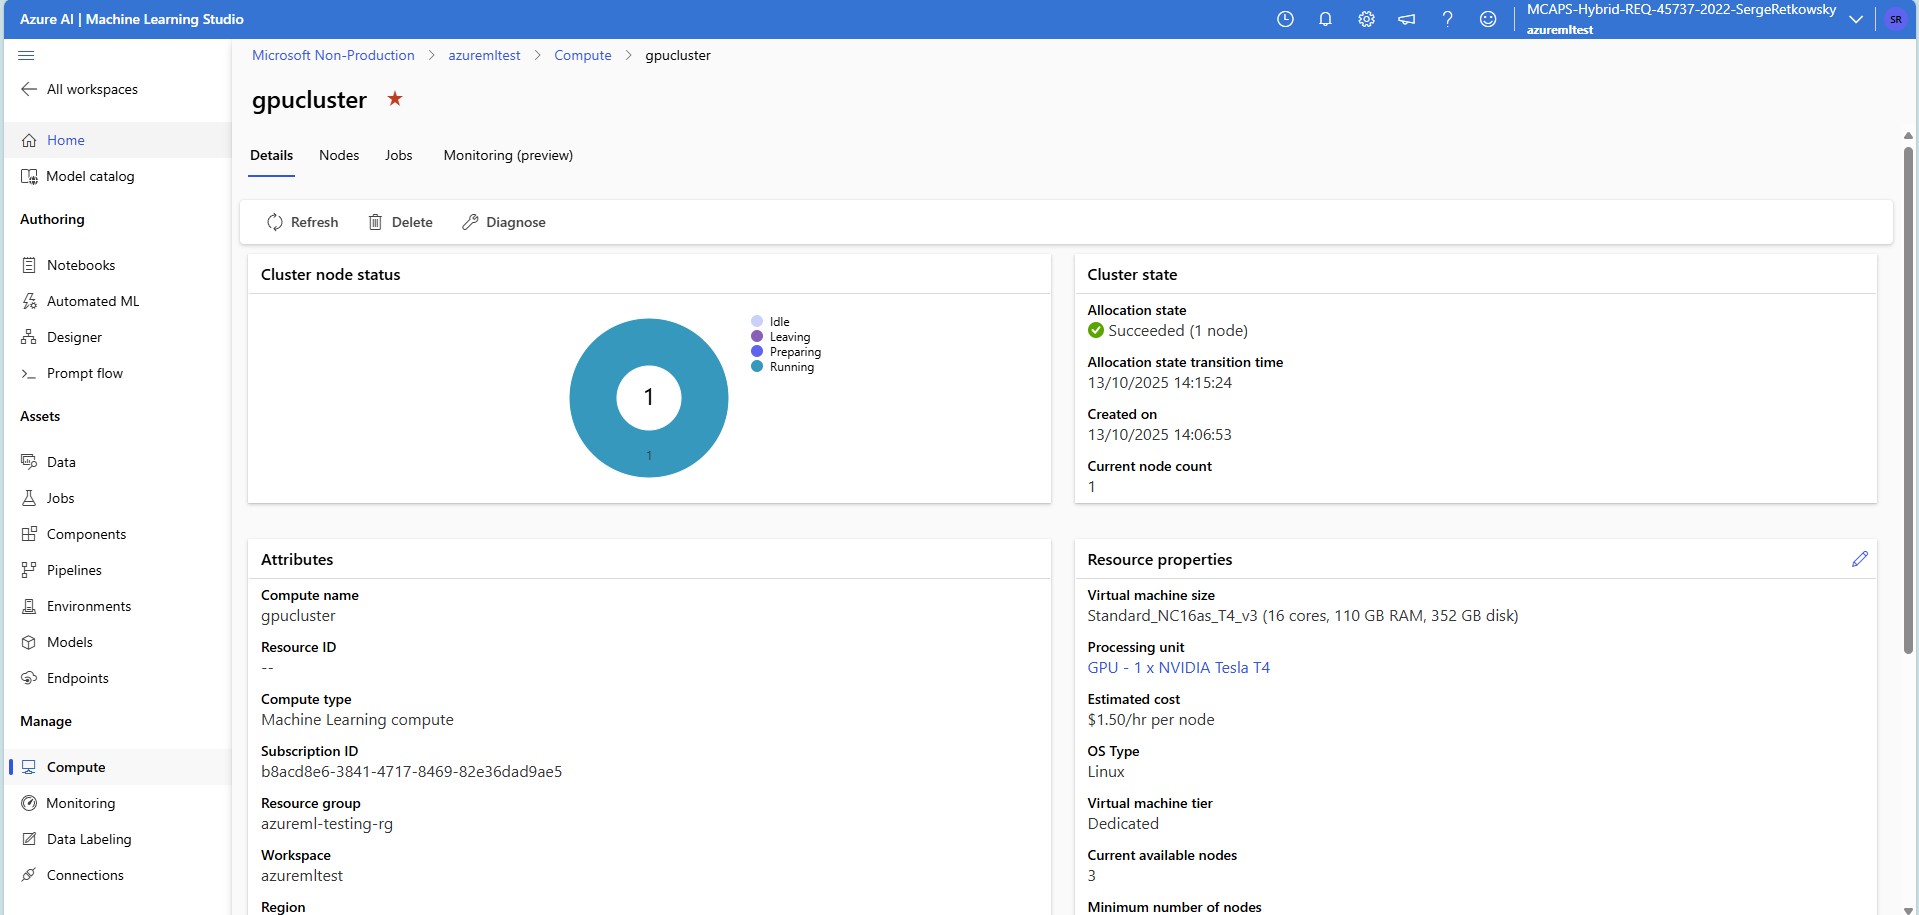 Azure AI | Machine Learning Studio
MCAPS-Hybrid-REQ-45737-2022-SergeRetkowsky
azuremltest
SR
All workspaces
Home
Model catalog
Authoring
Notebooks
Automated ML
Designer
Prompt flow
Assets
Data
Jobs
Components
Pipelines
Environments
Models
Endpoints
Manage
Compute
Monitoring
Data Labeling
Connections
Microsoft Non-Production > azuremltest > Compute > gpucluster
gpucluster
Details Nodes Jobs Monitoring (preview)
Refresh Delete Diagnose
Cluster node status
1
1
Idle
Leaving
Preparing
Running
Cluster state
Allocation state
Succeeded (1 node)
Allocation state transition time
13/10/2025 14:15:24
Created on
13/10/2025 14:06:53
Current node count
1
Attributes
Compute name
gpucluster
Resource ID
--
Compute type
Machine Learning compute
Subscription ID
b8acd8e6-3841-4717-8469-82e36dad9ae5
Resource group
azureml-testing-rg
Workspace
azuremltest
Region
Resource properties
Virtual machine size
Standard_NC16as_T4_v3 (16 cores, 110 GB RAM, 352 GB disk)
Processing unit
GPU - 1 x NVIDIA Tesla T4
Estimated cost
$1.50/hr per node
OS Type
Linux
Virtual machine tier
Dedicated
Current available nodes
3
Minimum number of nodes